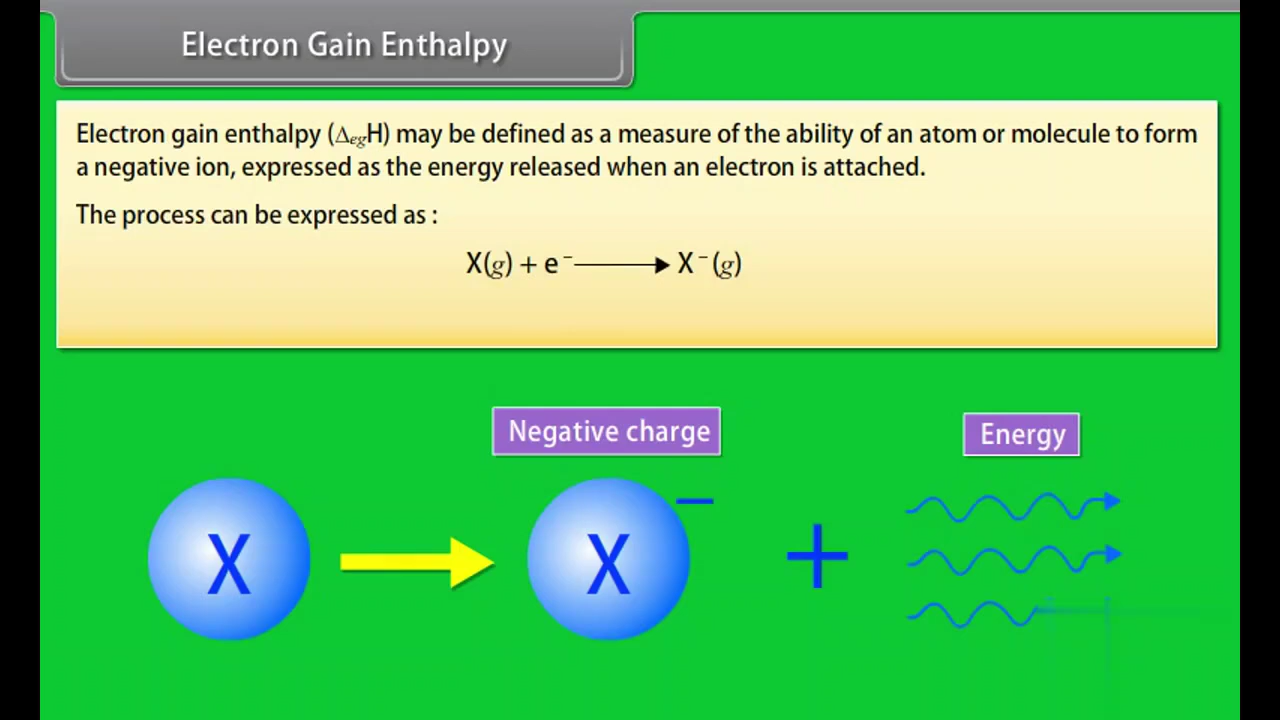 Electron Gain Enthalpy
Electron gain enthalpy (ΔegH) may be defined as a measure of the ability of an atom or molecule to form
a negative ion, expressed as the energy released when an electron is attached.
The process can be expressed as :
X(g) + e⁻ ⟶ X⁻(g)
Negative charge
Energy
X
X⁻
+